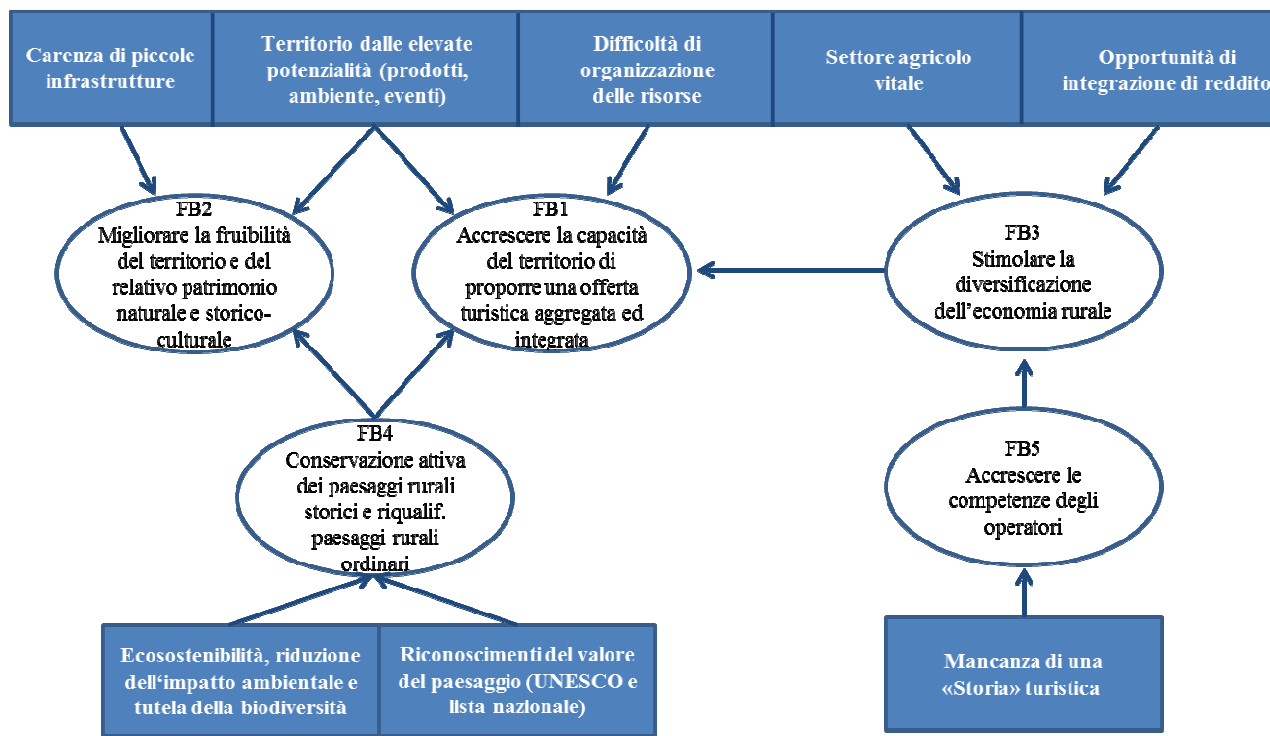 Carenza di piccole
infrastrutture
Territorio dalle elevate
potenzialità (prodotti,
ambiente, eventi)
Difficoltà di
organizzazione
delle risorse
Settore agricolo
vitale
Opportunità di
integrazione di reddito
FB2
Migliorare la fruibilità
del territorio e del
relativo patrimonio
naturale e storico-
culturale
FB1
Accrescere la capacità
del territorio di
proporre una offerta
turistica aggregata ed
integrata
FB3
Stimolare la
diversificazione
dell’economia rurale
FB4
Conservazione attiva
dei paesaggi rurali
storici e riqualif.
paesaggi rurali
ordinari
FB5
Accrescere le
competenze degli
operatori
Ecosostenibilità, riduzione
dell‘impatto ambientale e
tutela della biodiversità
Riconoscimenti del valore
del paesaggio (UNESCO e
lista nazionale)
Mancanza di una
«Storia» turistica